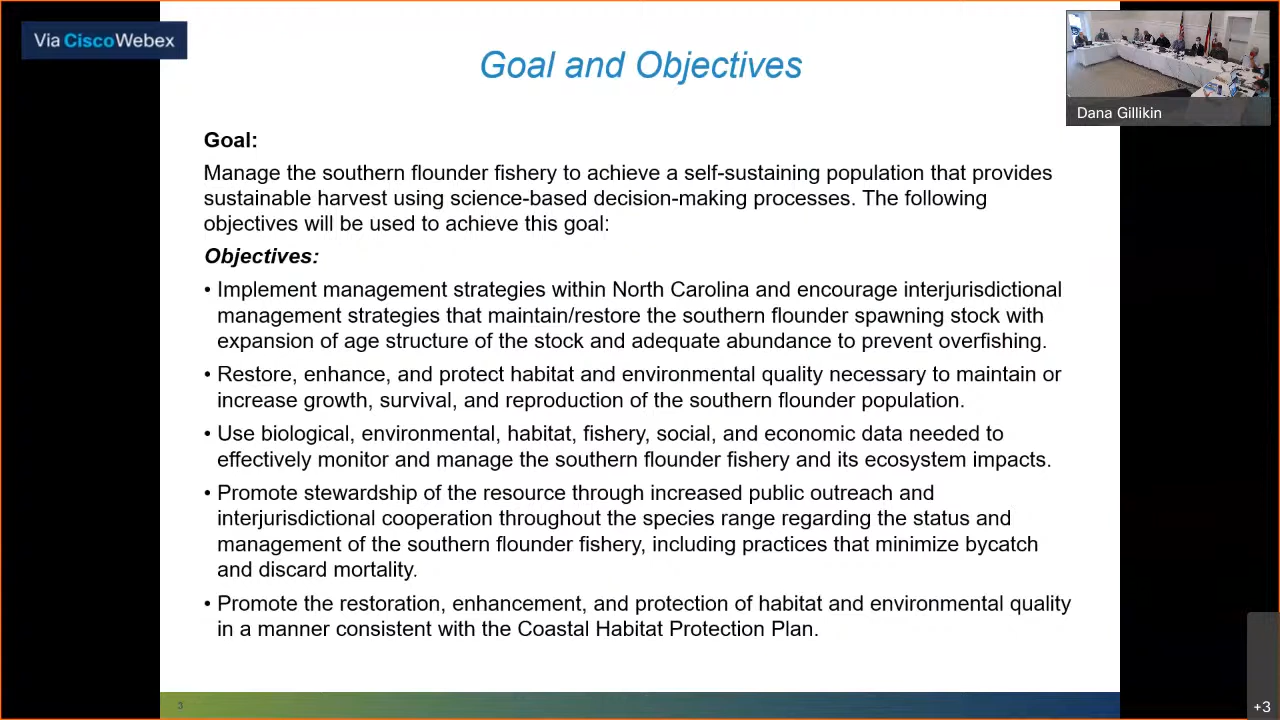 Via CiscoWebex
Goal and Objectives
Dana Gillikin
Goal:
Manage the southern flounder fishery to achieve a self-sustaining population that provides
sustainable harvest using science-based decision-making processes. The following
objectives will be used to achieve this goal:
Objectives:
• Implement management strategies within North Carolina and encourage interjurisdictional
management strategies that maintain/restore the southern flounder spawning stock with
expansion of age structure of the stock and adequate abundance to prevent overfishing.
• Restore, enhance, and protect habitat and environmental quality necessary to maintain or
increase growth, survival, and reproduction of the southern flounder population.
• Use biological, environmental, habitat, fishery, social, and economic data needed to
effectively monitor and manage the southern flounder fishery and its ecosystem impacts.
• Promote stewardship of the resource through increased public outreach and
interjurisdictional cooperation throughout the species range regarding the status and
management of the southern flounder fishery, including practices that minimize bycatch
and discard mortality.
• Promote the restoration, enhancement, and protection of habitat and environmental quality
in a manner consistent with the Coastal Habitat Protection Plan.
3
+3